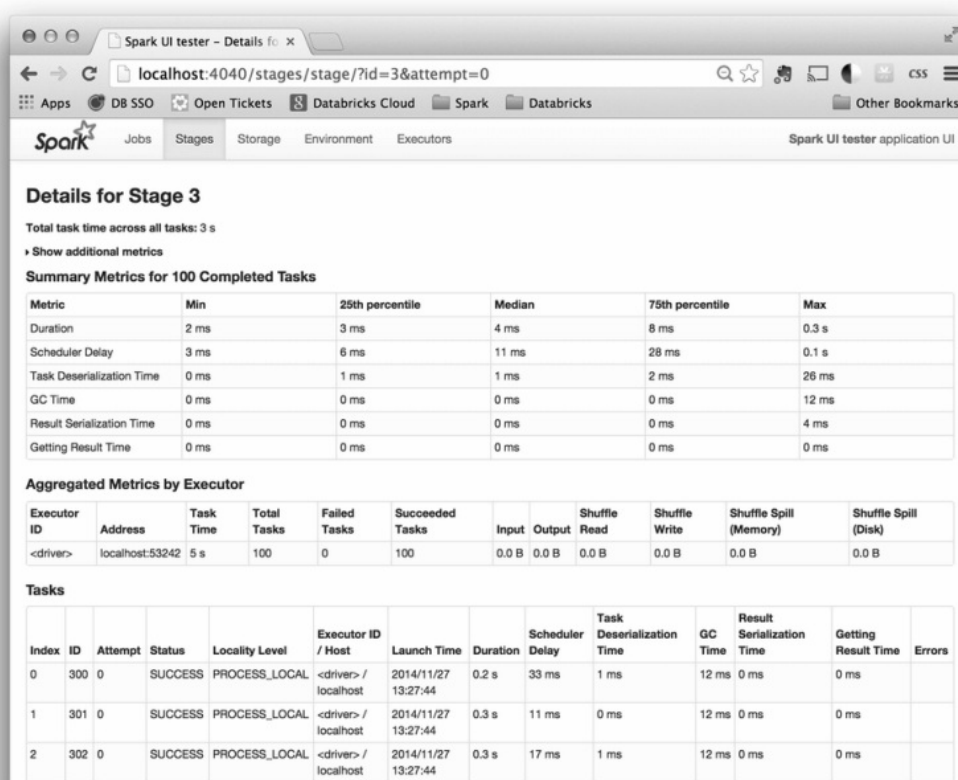 Spark UI tester – Details fo ×
localhost:4040/stages/stage/?id=3&attempt=0
CSS
Apps DB SSO Open Tickets Databricks Cloud Spark Databricks Other Bookmarks
Spark Jobs Stages Storage Environment Executors Spark UI tester application UI
Details for Stage 3
Total task time across all tasks: 3 s
Show additional metrics
Summary Metrics for 100 Completed Tasks
Metric Min 25th percentile Median 75th percentile Max
Duration 2 ms 3 ms 4 ms 8 ms 0.3 s
Scheduler Delay 3 ms 6 ms 11 ms 28 ms 0.1 s
Task Deserialization Time 0 ms 1 ms 1 ms 2 ms 26 ms
GC Time 0 ms 0 ms 0 ms 0 ms 12 ms
Result Serialization Time 0 ms 0 ms 0 ms 0 ms 4 ms
Getting Result Time 0 ms 0 ms 0 ms 0 ms 0 ms
Aggregated Metrics by Executor
Executor ID Address Task Time Total Tasks Failed Tasks Succeeded Tasks Input Output Shuffle Read Shuffle Write Shuffle Spill (Memory) Shuffle Spill (Disk)
<driver> localhost:53242 5 s 100 0 100 0.0 B 0.0 B 0.0 B 0.0 B 0.0 B 0.0 B
Tasks
Index ID Attempt Status Locality Level Executor ID / Host Launch Time Duration Scheduler Delay Task Deserialization Time GC Time Result Serialization Time Getting Result Time Errors
0 300 0 SUCCESS PROCESS_LOCAL <driver> / localhost 2014/11/27 13:27:44 0.2 s 33 ms 1 ms 12 ms 0 ms 0 ms
1 301 0 SUCCESS PROCESS_LOCAL <driver> / localhost 2014/11/27 13:27:44 0.3 s 11 ms 0 ms 12 ms 0 ms 0 ms
2 302 0 SUCCESS PROCESS_LOCAL <driver> / localhost 2014/11/27 13:27:44 0.3 s 17 ms 1 ms 12 ms 0 ms 0 ms